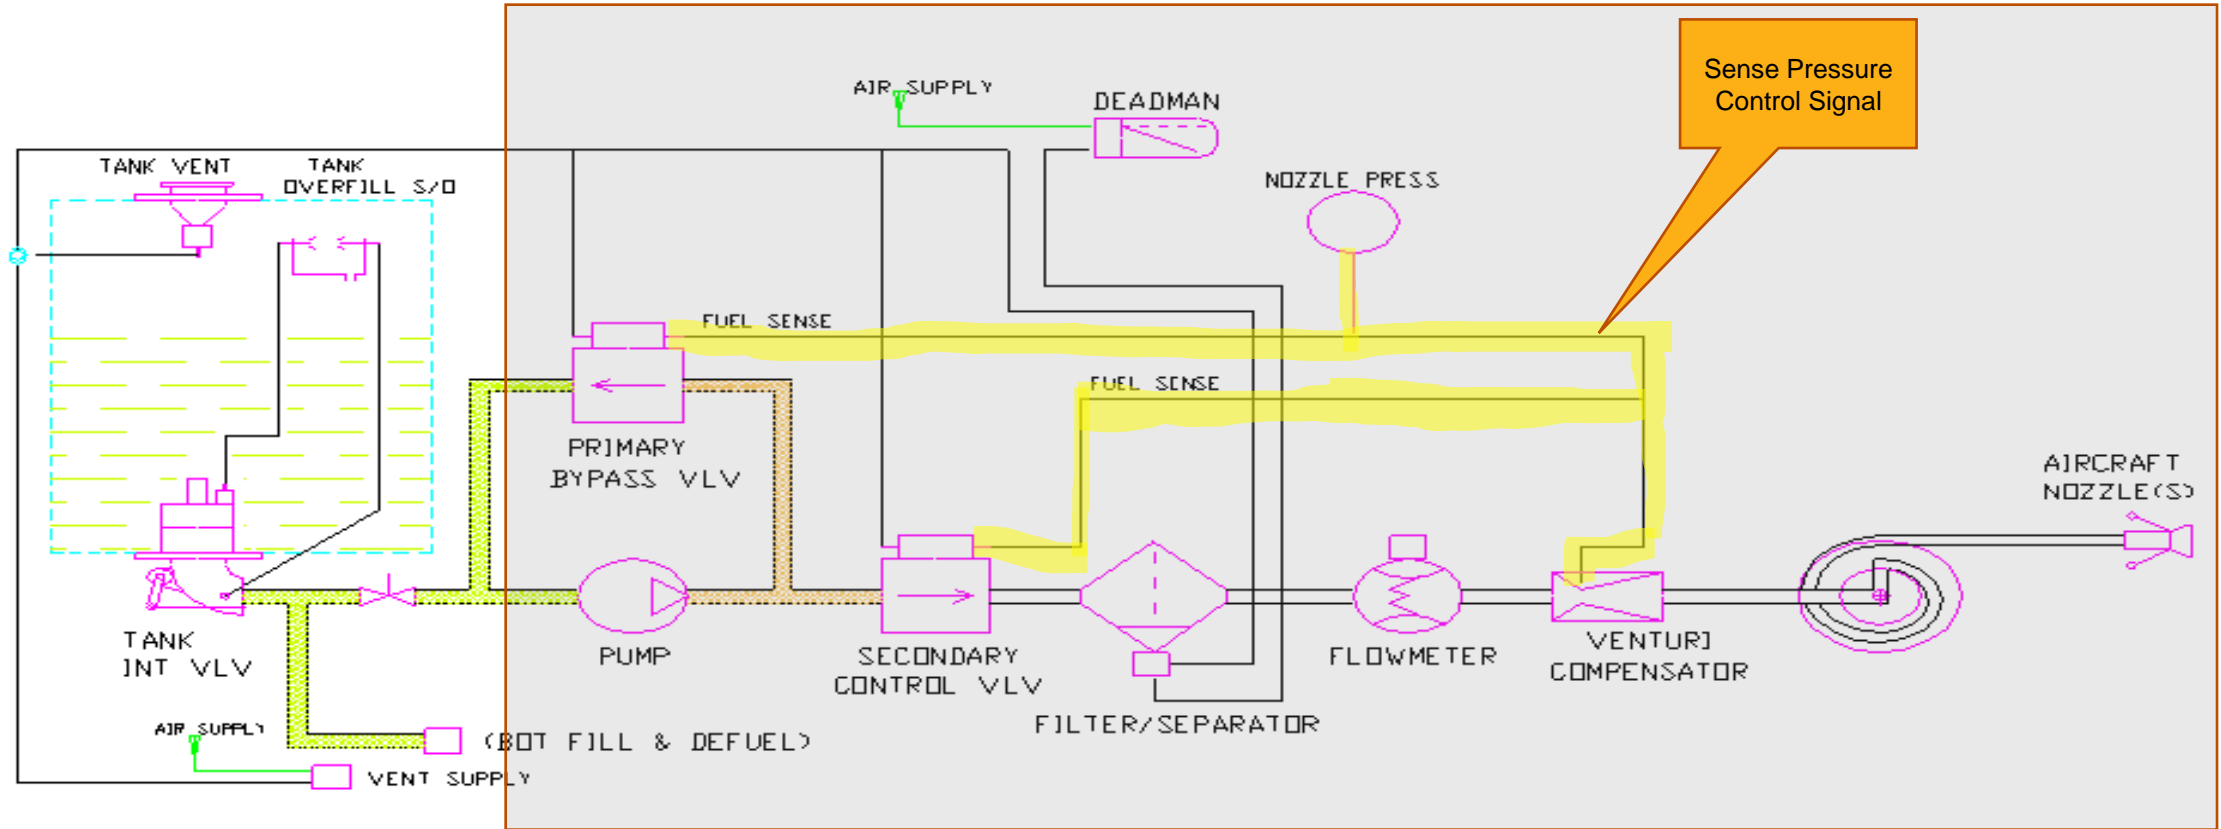 Sense Pressure
Control Signal
AIR SUPPLY
DEADMAN
TANK VENT
TANK
OVERFILL S/O
NOZZLE PRESS
FUEL SENSE
FUEL SENSE
PRIMARY
BYPASS VLV
AIRCRAFT
NOZZLE(S)
TANK
INT VLV
PUMP
SECONDARY
CONTROL VLV
FLOWMETER
VENTURI
COMPENSATOR
FILTER/SEPARATOR
AIR SUPPLY
(BOT FILL & DEFUEL)
VENT SUPPLY